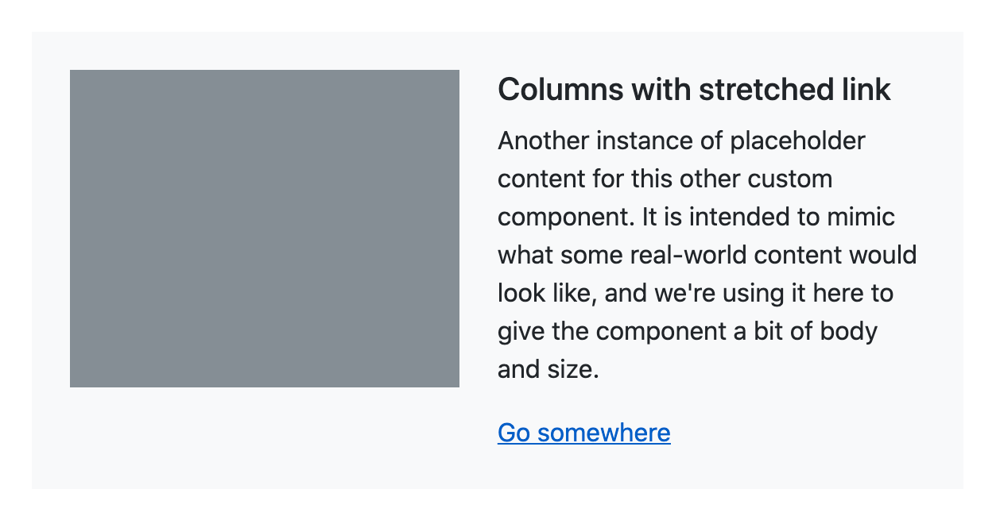 Columns with stretched link
Another instance of placeholder
content for this other custom
component. It is intended to mimic
what some real-world content would
look like, and we're using it here to
give the component a bit of body
and size.
Go somewhere